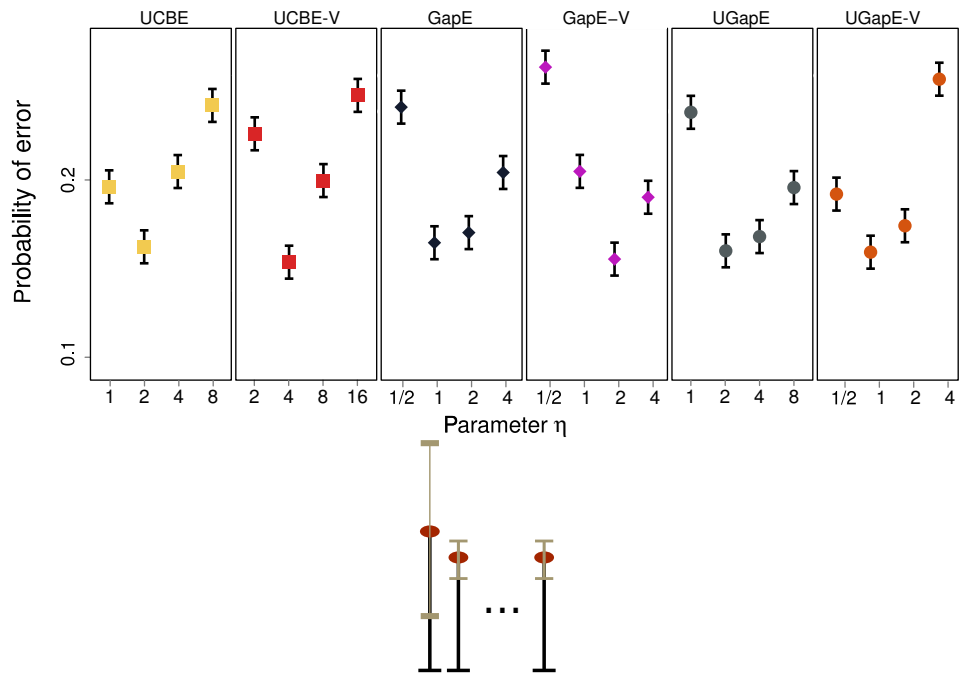 UCBE UCBE-V GapE GapE−V UGapE UGapE-V
Probability of error
0.2
0.1
1 2 4 8 2 4 8 16 1/2 1 2 4 1/2 1 2 4 1 2 4 8 1/2 1 2 4
Parameter η
...